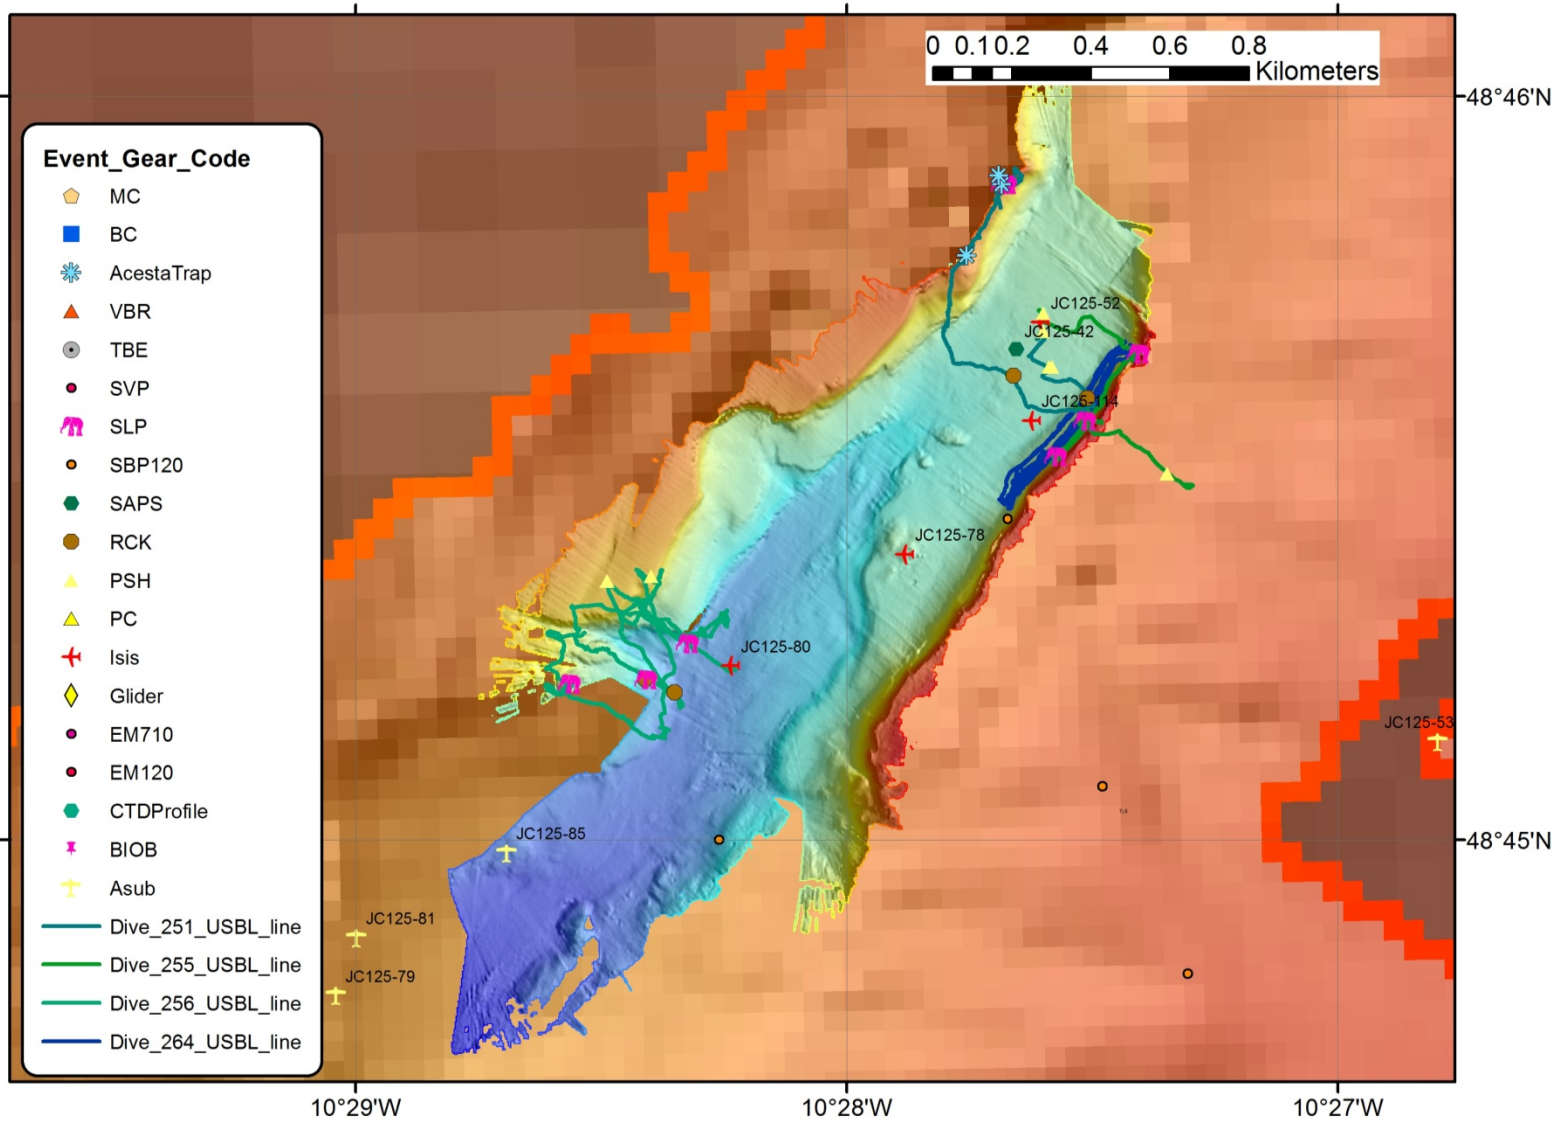 0 0.1 0.2 0.4 0.6 0.8
Kilometers
48°46'N
Event_Gear_Code
MC
BC
AcestaTrap
VBR
TBE
SVP
SLP
SBP120
SAPS
RCK
PSH
PC
Isis
Glider
EM710
EM120
CTDProfile
BIOB
Asub
Dive_251_USBL_line
Dive_255_USBL_line
Dive_256_USBL_line
Dive_264_USBL_line
JC125-52
JC125-42
JC125-114
JC125-78
JC125-80
JC125-53
JC125-85
48°45'N
JC125-81
JC125-79
10°29'W
10°28'W
10°27'W